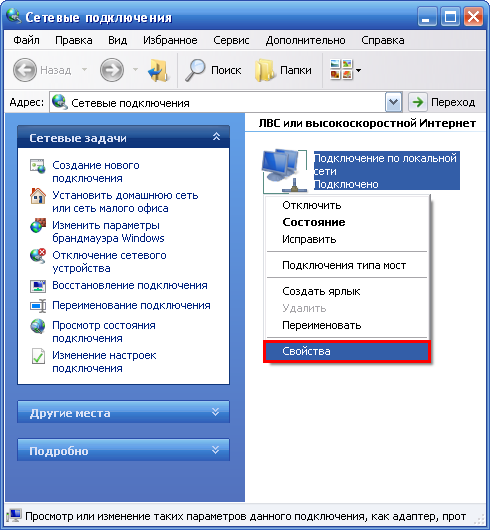 Сетевые подключения
Файл Правка Вид Избранное Сервис Дополнительно Справка
Назад Поиск Папки
Адрес: Сетевые подключения Переход
Сетевые задачи
Создание нового
подключения
Установить домашнюю сеть
или сеть малого офиса
Изменить параметры
брандмауэра Windows
Отключение сетевого
устройства
Восстановление подключения
Переименование подключения
Просмотр состояния
подключения
Изменение настроек
подключения
Другие места
Подробно
ЛВС или высокоскоростной Интернет
Подключение по локальной
сети
Подключено
Отключить
Состояние
Исправить
Подключения типа мост
Создать ярлык
Удалить
Переименовать
Свойства
Просмотр или изменение таких параметров данного подключения, как адаптер, прот